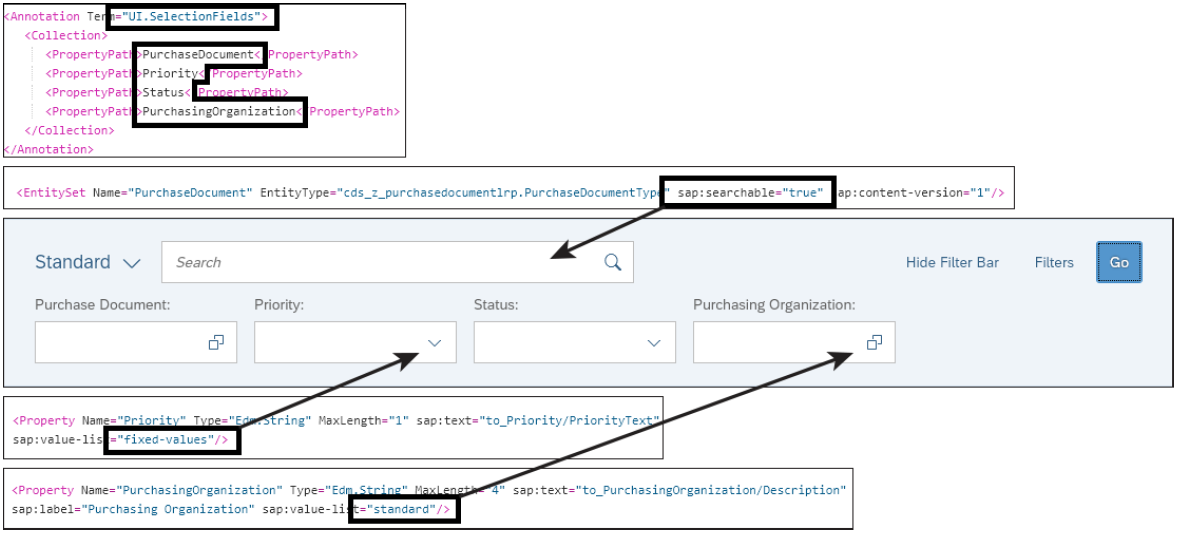 <Annotation Term="UI.SelectionFields">
<Collection>
<PropertyPath>PurchaseDocument</PropertyPath>
<PropertyPath>Priority</PropertyPath>
<PropertyPath>Status</PropertyPath>
<PropertyPath>PurchasingOrganization</PropertyPath>
</Collection>
</Annotation>
<EntitySet Name="PurchaseDocument" EntityType="cds_z_purchasedocumentlrp.PurchaseDocumentType" sap:searchable="true" sap:content-version="1"/>
Standard Search Hide Filter Bar Filters Go
Purchase Document: Priority: Status: Purchasing Organization:
<Property Name="Priority" Type="Edm.String" MaxLength="1" sap:text="to_Priority/PriorityText"
sap:value-list="fixed-values"/>
<Property Name="PurchasingOrganization" Type="Edm.String" MaxLength="4" sap:text="to_PurchasingOrganization/Description"
sap:label="Purchasing Organization" sap:value-list="standard"/>